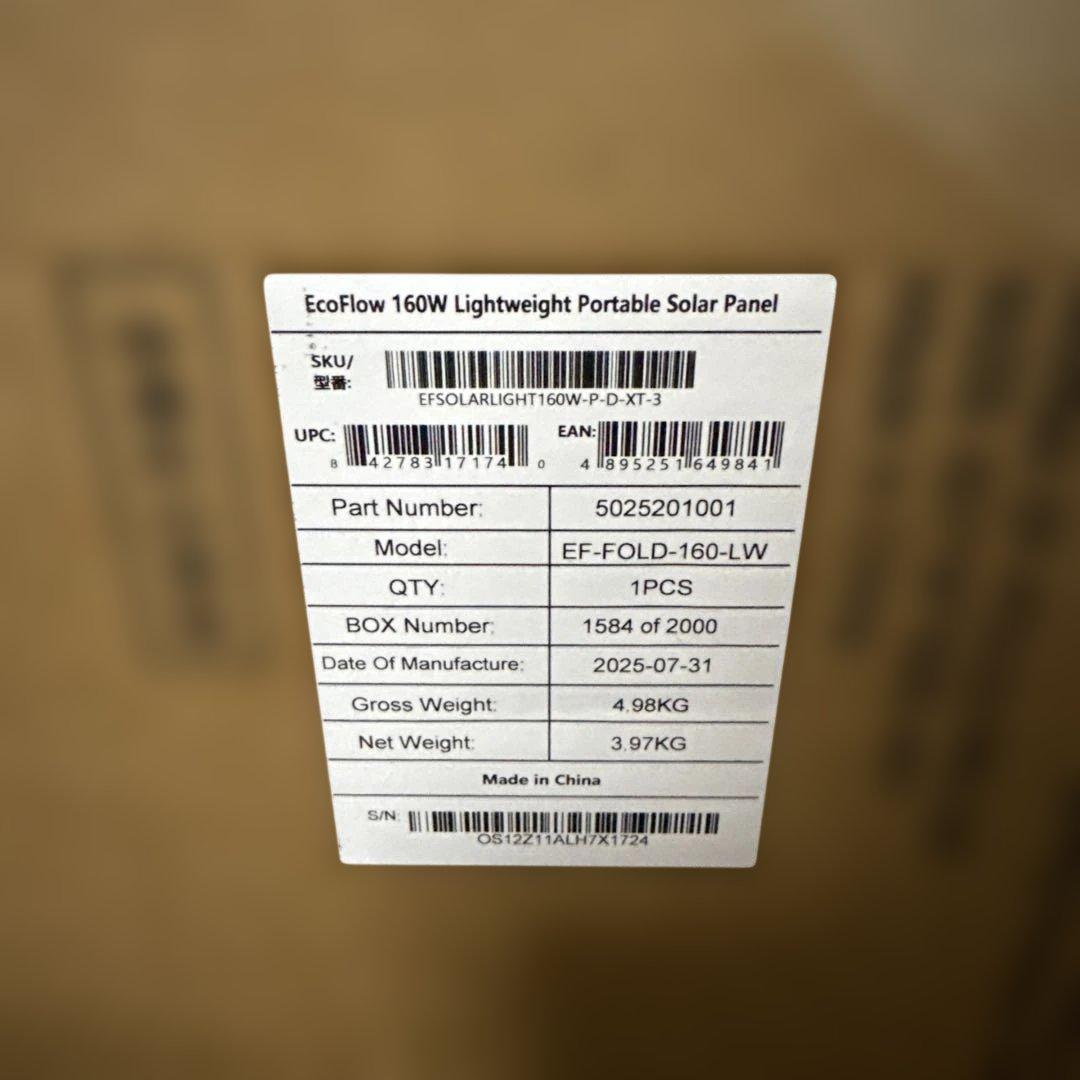 EcoFlow 160W Lightweight Portable Solar Panel
SKU/
型番:
EFSOLARLIGHT160W-P-D-XT-3
UPC: 8 42783 17174 0 EAN: 4 895251 649841
Part Number: 5025201001
Model: EF-FOLD-160-LW
QTY: 1PCS
BOX Number: 1584 of 2000
Date Of Manufacture: 2025-07-31
Gross Weight: 4.98KG
Net Weight: 3.97KG
Made in China
S/N: OS12Z11ALH7X1724